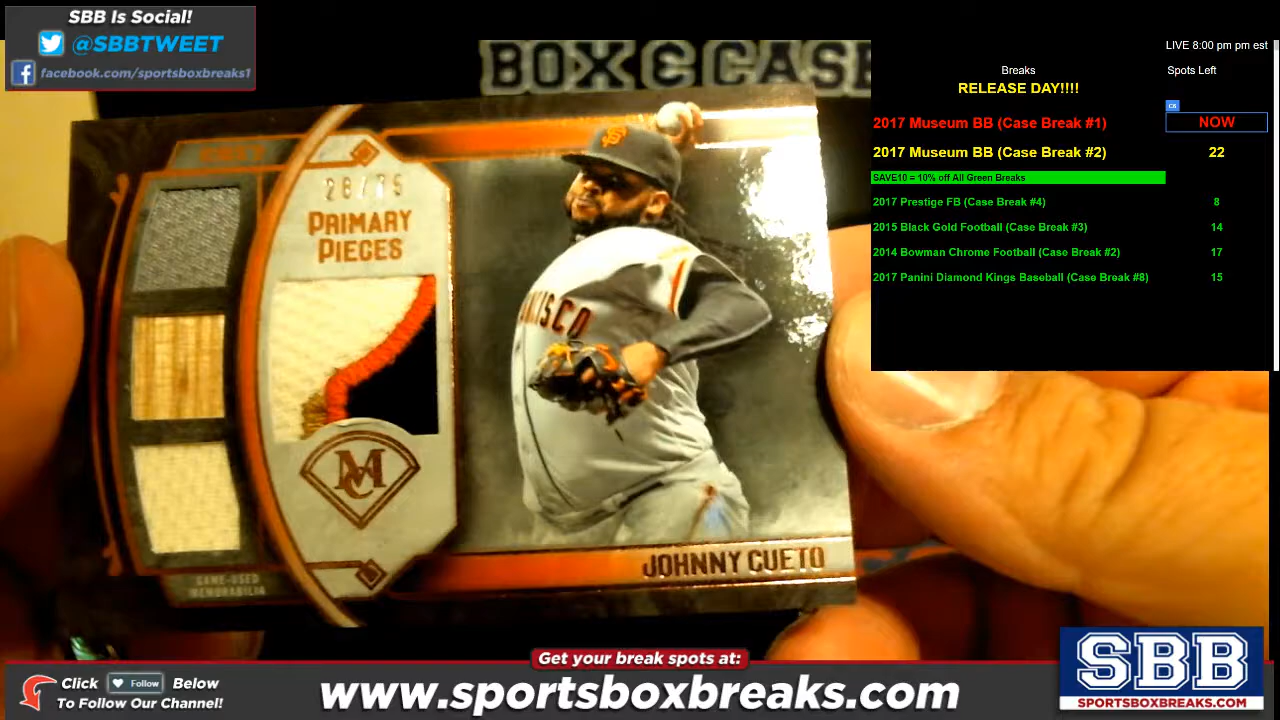 SBB Is Social!
@SBBTWEET
facebook.com/sportsboxbreaks1
BOX & CASE
LIVE 8:00 pm pm est
Breaks
Spots Left
RELEASE DAY!!!!
2017 Museum BB (Case Break #1)
NOW
2017 Museum BB (Case Break #2)
22
SAVE10 = 10% off All Green Breaks
2017 Prestige FB (Case Break #4)
8
2015 Black Gold Football (Case Break #3)
14
2014 Bowman Chrome Football (Case Break #2)
17
2017 Panini Diamond Kings Baseball (Case Break #8)
15
PRIMARY
PIECES
MC
JOHNNY CUETO
GAME-USED
MEMORABILIA
Get your break spots at:
Click Follow Below
To Follow Our Channel!
www.sportsboxbreaks.com
SBB
SPORTSBOXBREAKS.COM